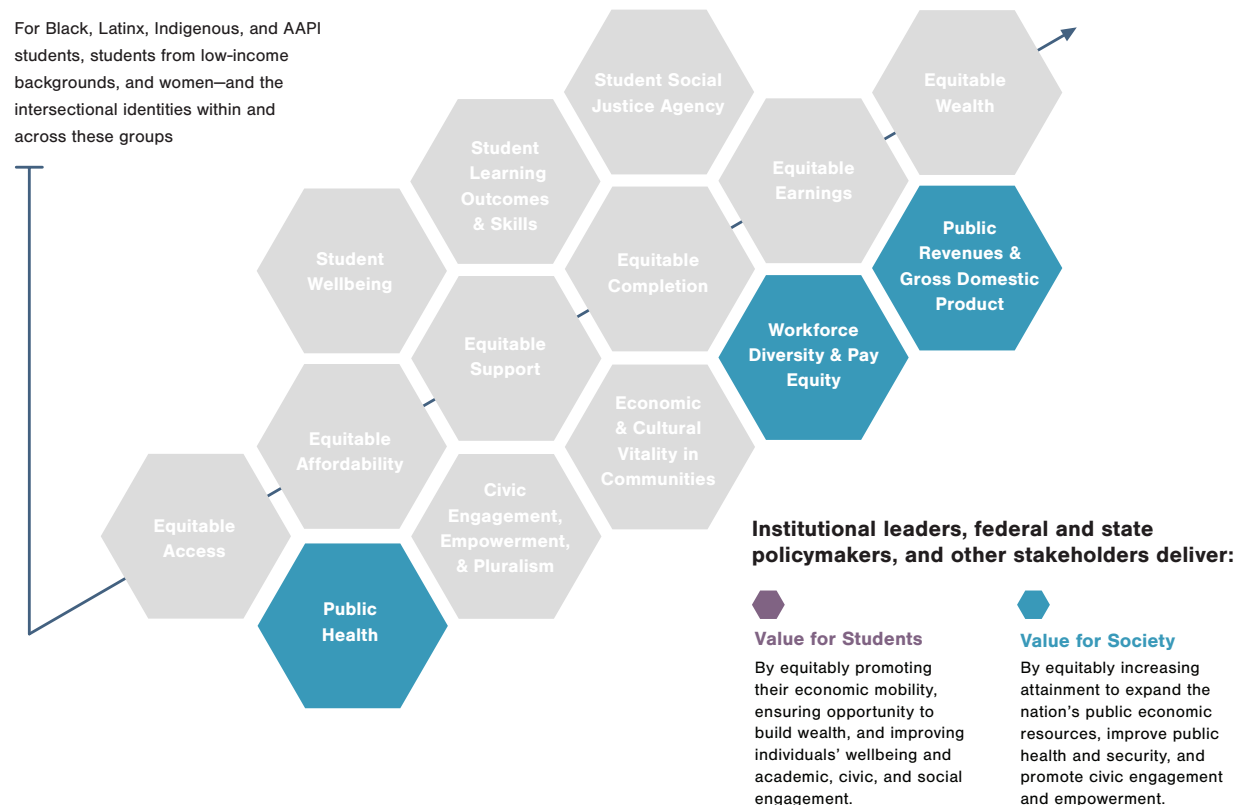 For Black, Latinx, Indigenous, and AAPI
students, students from low-income
backgrounds, and women—and the
intersectional identities within and
across these groups
Student Social
Justice Agency
Equitable
Wealth
Student
Learning
Outcomes
& Skills
Equitable
Earnings
Student
Wellbeing
Equitable
Completion
Public
Revenues &
Gross Domestic
Product
Equitable
Support
Workforce
Diversity & Pay
Equity
Equitable
Affordability
Economic
& Cultural
Vitality in
Communities
Equitable
Access
Civic
Engagement,
Empowerment,
& Pluralism
Public
Health
Institutional leaders, federal and state
policymakers, and other stakeholders deliver:
Value for Students
By equitably promoting
their economic mobility,
ensuring opportunity to
build wealth, and improving
individuals’ wellbeing and
academic, civic, and social
engagement.
Value for Society
By equitably increasing
attainment to expand the
nation’s public economic
resources, improve public
health and security, and
promote civic engagement
and empowerment.